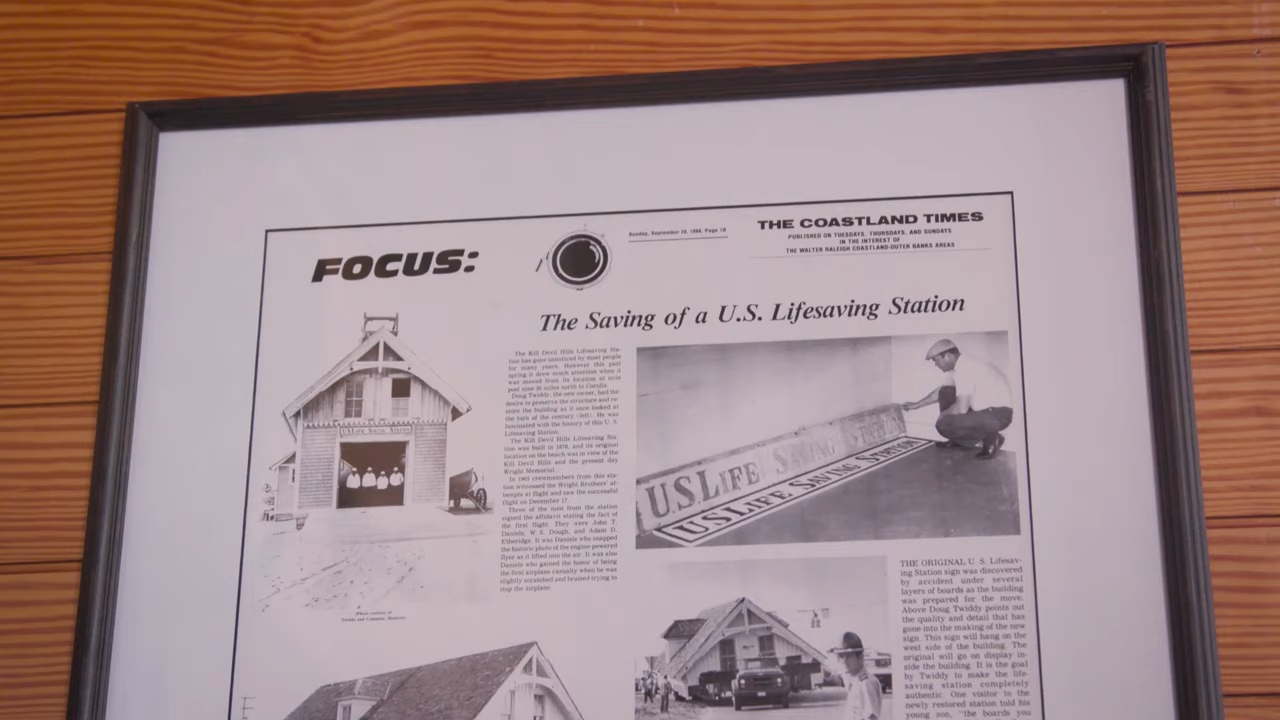 FOCUS:
Sunday, September 28, 1986, Page 1B
THE COASTLAND TIMES
PUBLISHED ON TUESDAYS, THURSDAYS, AND SUNDAYS
IN THE INTEREST OF
THE WALTER RALEIGH COASTLAND-OUTER BANKS AREAS
The Saving of a U.S. Lifesaving Station
The Kill Devil Hills Lifesaving Sta-
tion has gone unnoticed by most people
for many years. However this past
spring it drew much attention when it
was moved from its location at mile
post nine 35 miles north to Corolla.
Doug Twiddy, the new owner, had the
desire to preserve the structure and re-
store the building as it once looked at
the turn of the century (left). He was
fascinated with the history of this U. S.
Lifesaving Station.
The Kill Devil Hills Lifesaving Sta-
tion was built in 1878, and its original
location on the beach was in view of the
Kill Devil Hills and the present day
Wright Memorial.
In 1903 crewmembers from this sta-
tion witnessed the Wright Brothers' at-
tempts at flight and saw the successful
flight on December 17.
Three of the men from the station
signed the affidavit stating the fact of
the first flight. They were John T.
Daniels, W. S. Dough, and Adam D.
Etheridge. It was Daniels who snapped
the historic photo of the engine-powered
flyer as it lifted into the air. It was also
Daniels who gained the honor of being
the first airplane casualty when he was
slightly scratched and bruised trying to
stop the airplane.
U.S. LIFE SAVING STATION
(Photo courtesy of
Twiddy and Company, Realtors)
U.S. LIFE SAVING STATION
U S LIFE SAVING STATION
THE ORIGINAL U. S. Lifesav-
ing Station sign was discovered
by accident under several
layers of boards as the building
was prepared for the move.
Above Doug Twiddy points out
the quality and detail that has
gone into the making of the new
sign. This sign will hang on the
west side of the building. The
original will go on display in-
side the building. It is the goal
by Twiddy to make the life-
saving station completely
authentic. One visitor to the
newly restored station told his
young son, "the boards you